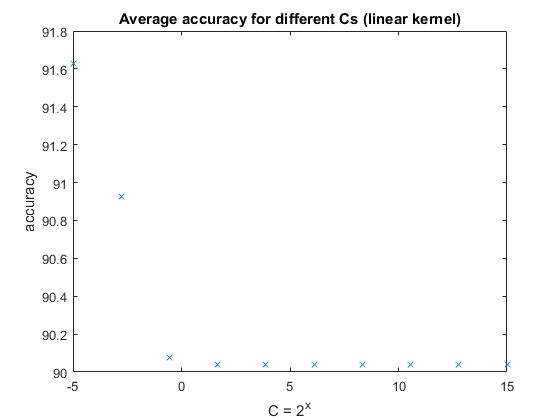 Average accuracy for different Cs (linear kernel)
91.8
91.6
91.4
91.2
91
90.8
90.6
90.4
90.2
90
accuracy
-5 0 5 10 15
C = 2^x